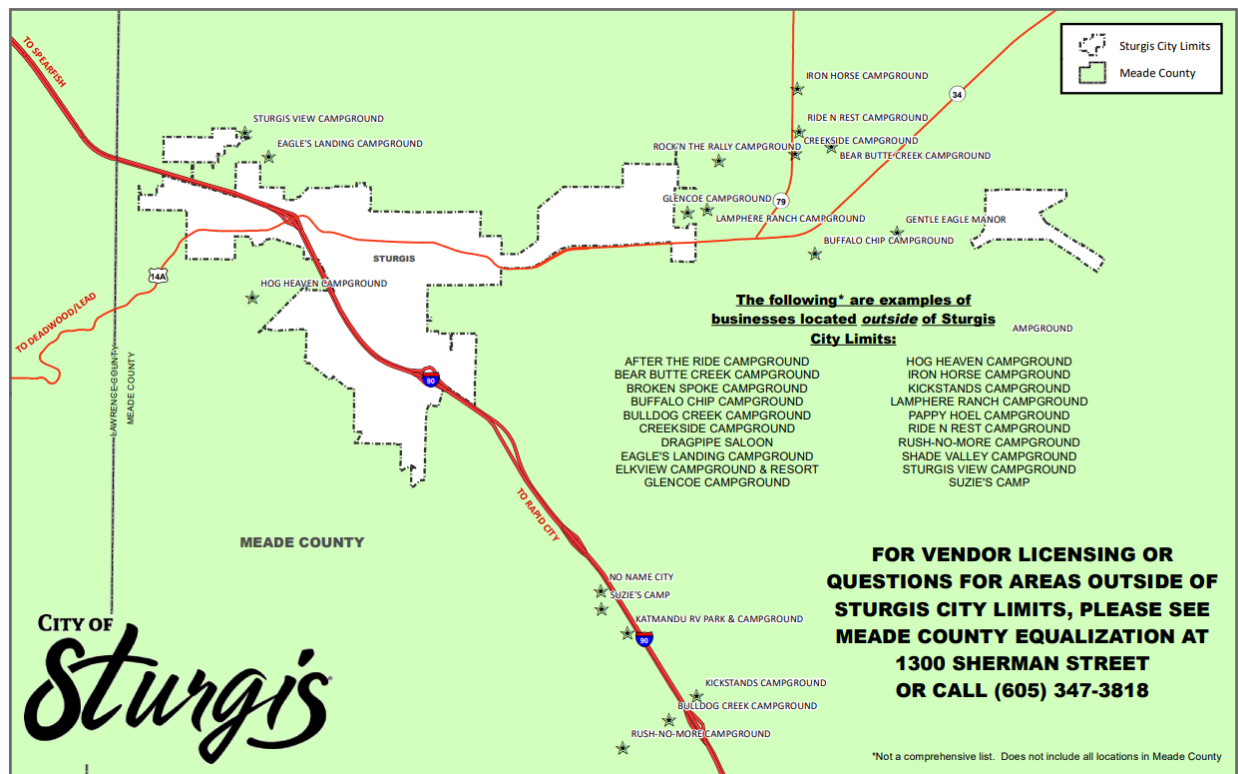 TO SPEARFISH
Sturgis City Limits
Meade County
IRON HORSE CAMPGROUND
34
STURGIS VIEW CAMPGROUND
RIDE N REST CAMPGROUND
EAGLE'S LANDING CAMPGROUND
CREEKSIDE CAMPGROUND
ROCK'N THE RALLY CAMPGROUND
BEAR BUTTE CREEK CAMPGROUND
GLENCOE CAMPGROUND
79
LAMPHERE RANCH CAMPGROUND
GENTLE EAGLE MANOR
BUFFALO CHIP CAMPGROUND
STURGIS
14A
HOG HEAVEN CAMPGROUND
TO DEADWOOD/LEAD
LAWRENCE COUNTY
MEADE COUNTY
90
The following* are examples of
businesses located outside of Sturgis
City Limits:
AMPGROUND
AFTER THE RIDE CAMPGROUND
BEAR BUTTE CREEK CAMPGROUND
BROKEN SPOKE CAMPGROUND
BUFFALO CHIP CAMPGROUND
BULLDOG CREEK CAMPGROUND
CREEKSIDE CAMPGROUND
DRAGPIPE SALOON
EAGLE'S LANDING CAMPGROUND
ELKVIEW CAMPGROUND & RESORT
GLENCOE CAMPGROUND
HOG HEAVEN CAMPGROUND
IRON HORSE CAMPGROUND
KICKSTANDS CAMPGROUND
LAMPHERE RANCH CAMPGROUND
PAPPY HOEL CAMPGROUND
RIDE N REST CAMPGROUND
RUSH-NO-MORE CAMPGROUND
SHADE VALLEY CAMPGROUND
STURGIS VIEW CAMPGROUND
SUZIE'S CAMP
TO RAPID CITY
MEADE COUNTY
NO NAME CITY
SUZIE'S CAMP
KATMANDU RV PARK & CAMPGROUND
90
KICKSTANDS CAMPGROUND
BULLDOG CREEK CAMPGROUND
RUSH-NO-MORE CAMPGROUND
FOR VENDOR LICENSING OR
QUESTIONS FOR AREAS OUTSIDE OF
STURGIS CITY LIMITS, PLEASE SEE
MEADE COUNTY EQUALIZATION AT
1300 SHERMAN STREET
OR CALL (605) 347-3818
CITY OF
Sturgis®
*Not a comprehensive list. Does not include all locations in Meade County